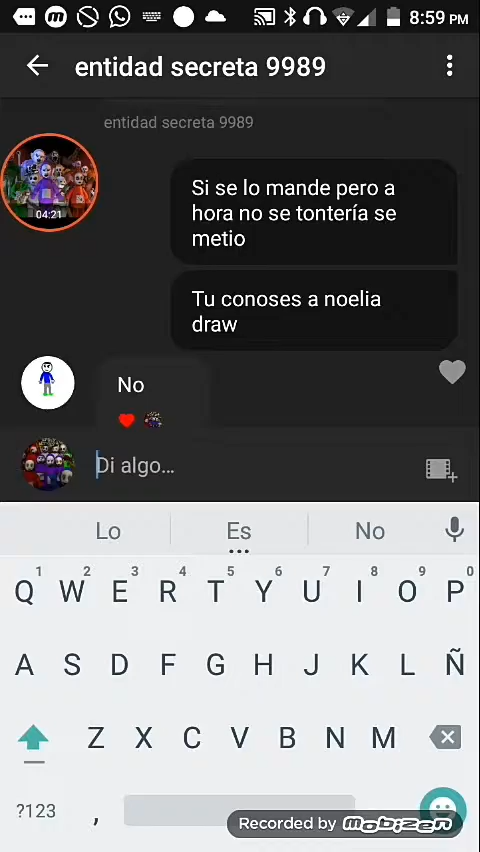 8:59 PM
entidad secreta 9989
entidad secreta 9989
04:21
Si se lo mande pero a
hora no se tontería se
metio
Tu conoses a noelia
draw
No
Di algo...
Lo Es No
1 2 3 4 5 6 7 8 9 0
Q W E R T Y U I O P
A S D F G H J K L Ñ
Z X C V B N M
?123 ,
Recorded by mobizen